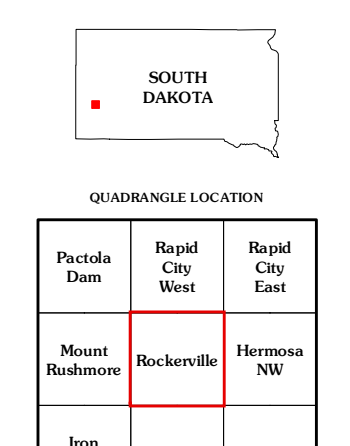 SOUTH
DAKOTA
QUADRANGLE LOCATION
Pactola
Dam
Rapid
City
West
Rapid
City
East
Mount
Rushmore
Rockerville
Hermosa
NW
Iron